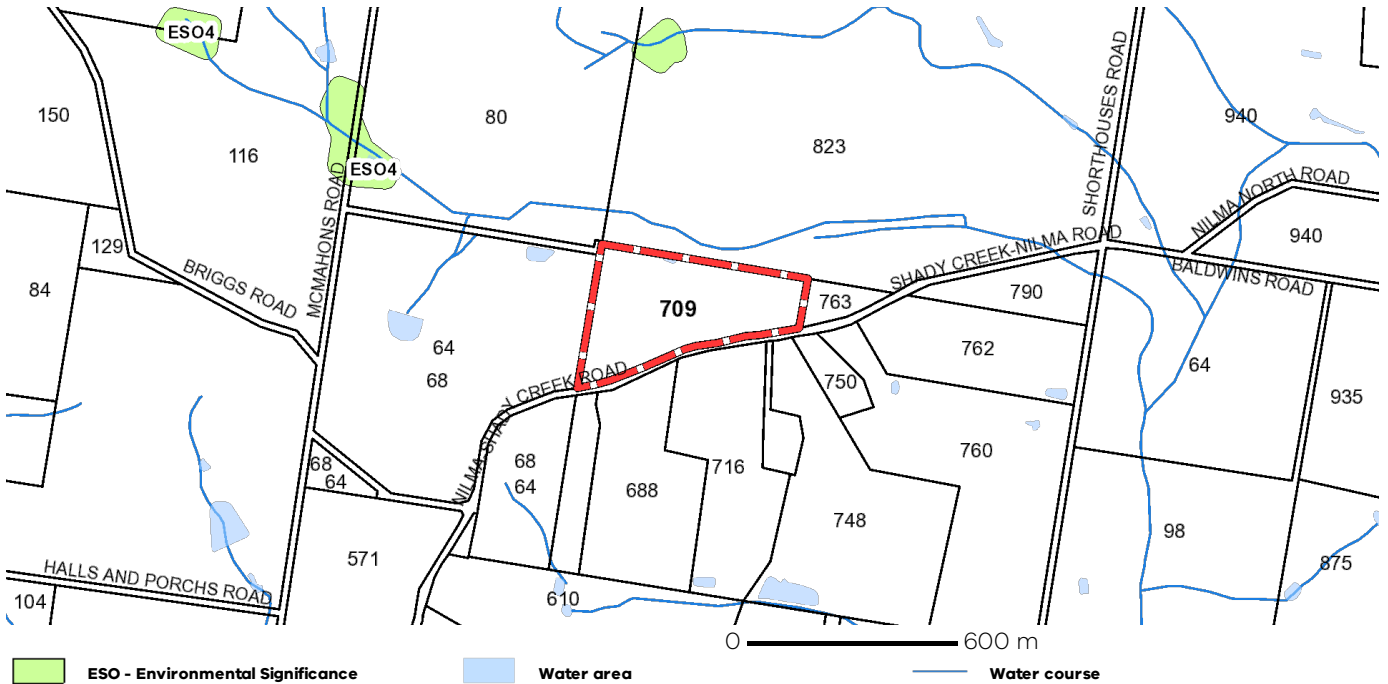 ESO4
150
116
80
823
940
ESO4
SHORTHOUSES ROAD
MCMAHONS ROAD
NILMA NORTH ROAD
129
84
BRIGGS ROAD
SHADY CREEK-NILMA ROAD
BALDWINS ROAD
940
709
763
790
64
68
762
750
64
935
NILMA-SHADY CREEK ROAD
68
64
68
64
688
716
760
748
98
571
875
HALLS AND PORCHS ROAD
104
610
0 600 m
ESO - Environmental Significance
Water area
Water course